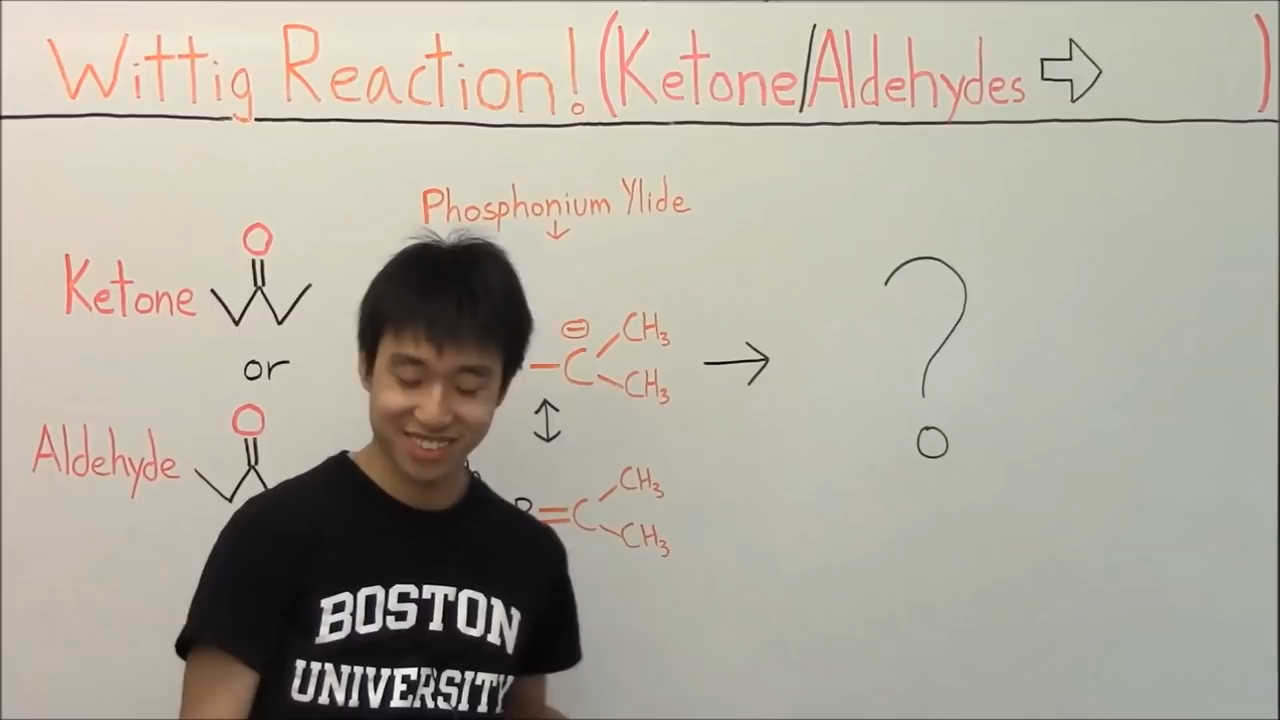 Wittig Reaction! (Ketone/Aldehydes ⇨ )
Phosphonium Ylide
↓
O
Ketone
⊖
C
CH₃
CH₃
→
?
or
↕
O
Aldehyde
P=C
CH₃
CH₃
BOSTON
UNIVERSITY